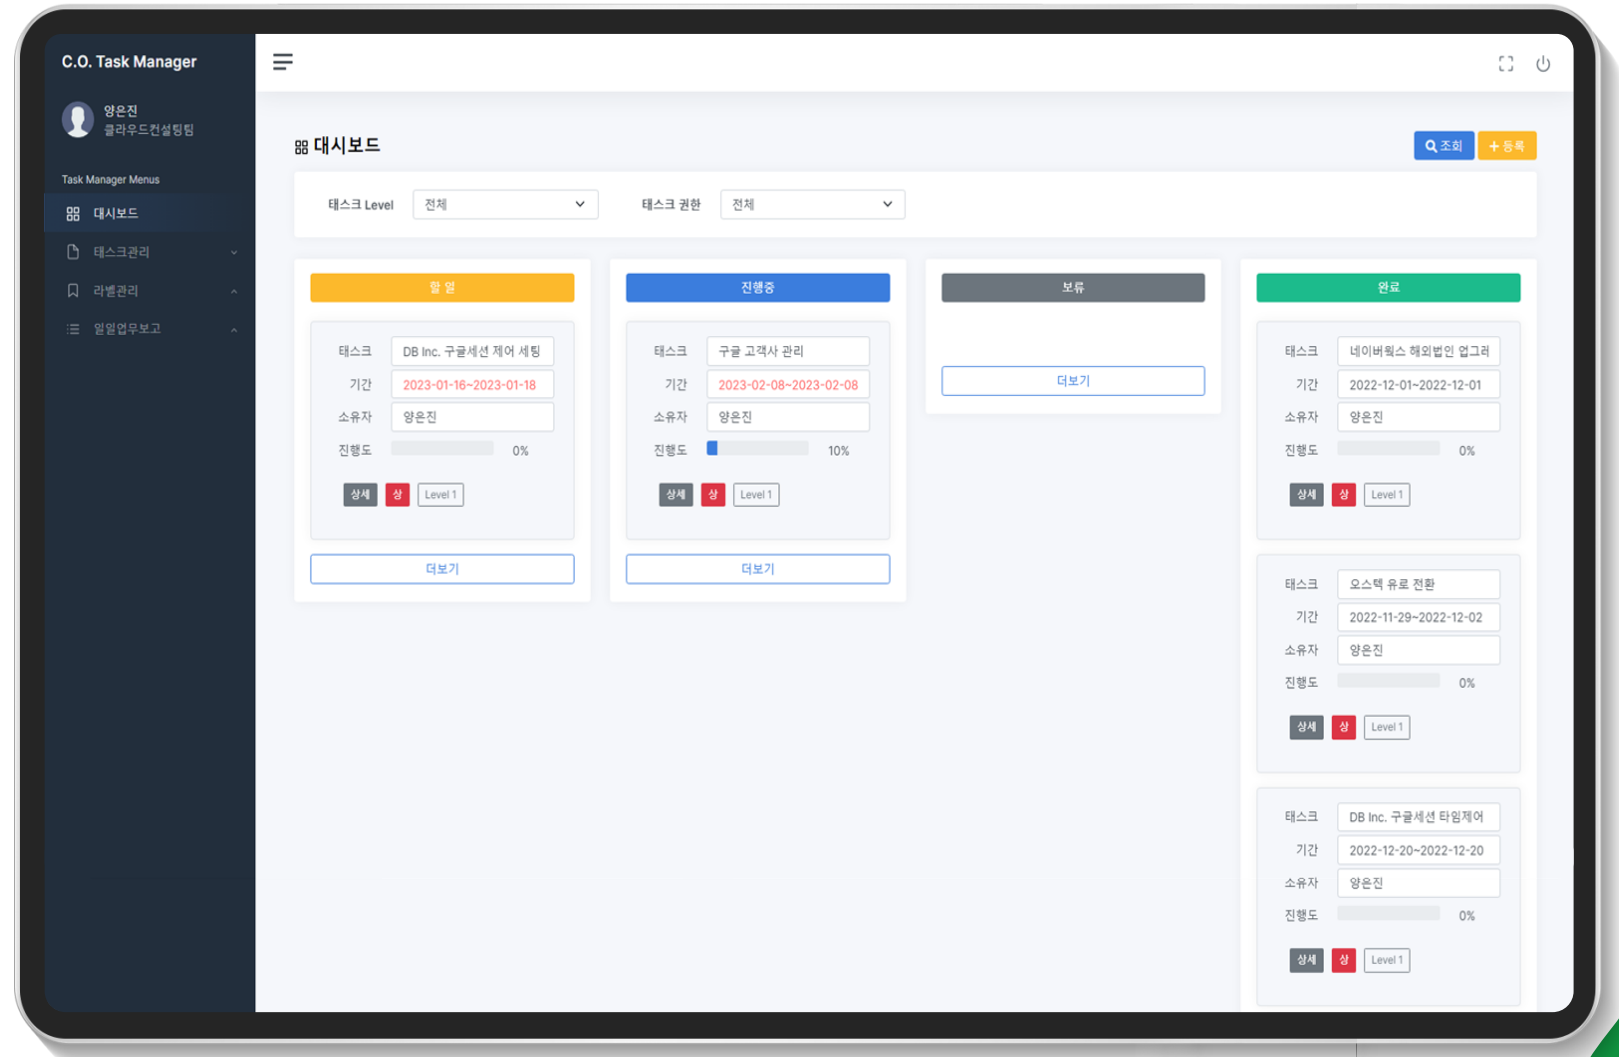 C.O. Task Manager
양은진
클라우드컨설팅팀
Task Manager Menus
대시보드
태스크관리
라벨관리
일일업무보고
대시보드
조회
등록
태스크 Level 전체
태스크 권한 전체
할 일
태스크 DB Inc. 구글세션 제어 세팅
기간 2023-01-16~2023-01-18
소유자 양은진
진행도 0%
상세 상 Level 1
더보기
진행중
태스크 구글 고객사 관리
기간 2023-02-08~2023-02-08
소유자 양은진
진행도 10%
상세 상 Level 1
더보기
보류
더보기
완료
태스크 네이버웍스 해외법인 업그레
기간 2022-12-01~2022-12-01
소유자 양은진
진행도 0%
상세 상 Level 1
태스크 오스텍 유로 전환
기간 2022-11-29~2022-12-02
소유자 양은진
진행도 0%
상세 상 Level 1
태스크 DB Inc. 구글세션 타임제어
기간 2022-12-20~2022-12-20
소유자 양은진
진행도 0%
상세 상 Level 1